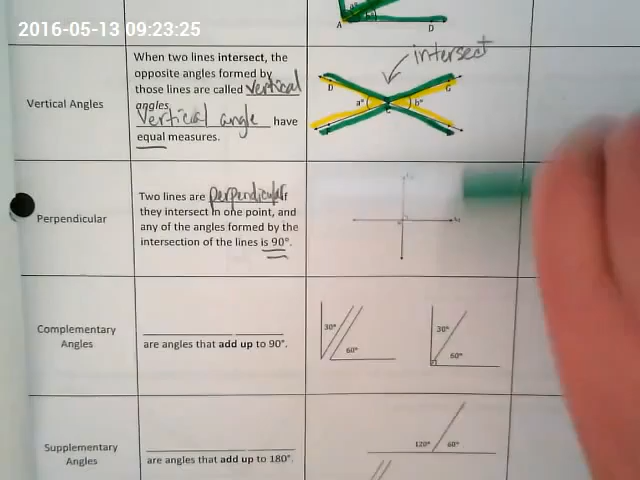 2016-05-13 09:23:25
A
D
When two lines intersect, the
opposite angles formed by
those lines are called vertical
angles.
Vertical angle have
equal measures.
Vertical Angles
intersect
D
G
a°
b°
C
Perpendicular
Two lines are perpendicular if
they intersect in one point, and
any of the angles formed by the
intersection of the lines is 90°.
Complementary
Angles
are angles that add up to 90°.
30°
60°
30°
60°
Supplementary
Angles
are angles that add up to 180°.
120°
60°